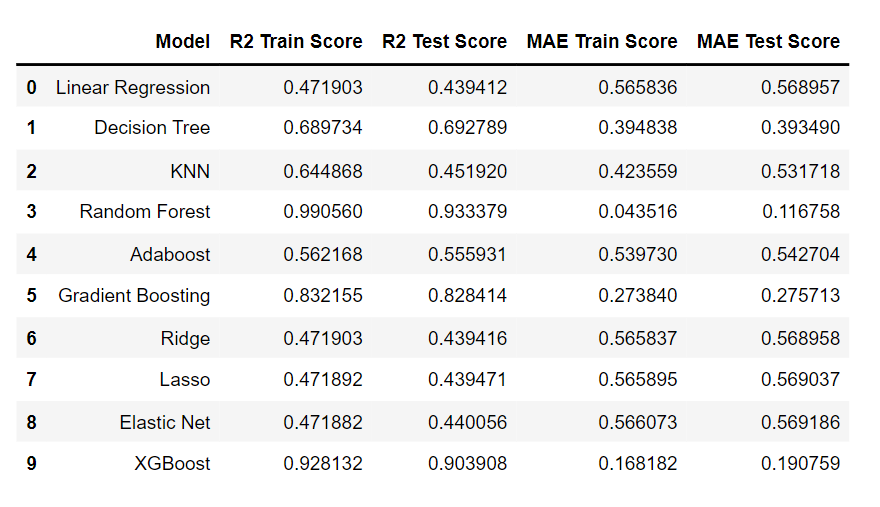 Model R2 Train Score R2 Test Score MAE Train Score MAE Test Score
0 Linear Regression 0.471903 0.439412 0.565836 0.568957
1 Decision Tree 0.689734 0.692789 0.394838 0.393490
2 KNN 0.644868 0.451920 0.423559 0.531718
3 Random Forest 0.990560 0.933379 0.043516 0.116758
4 Adaboost 0.562168 0.555931 0.539730 0.542704
5 Gradient Boosting 0.832155 0.828414 0.273840 0.275713
6 Ridge 0.471903 0.439416 0.565837 0.568958
7 Lasso 0.471892 0.439471 0.565895 0.569037
8 Elastic Net 0.471882 0.440056 0.566073 0.569186
9 XGBoost 0.928132 0.903908 0.168182 0.190759